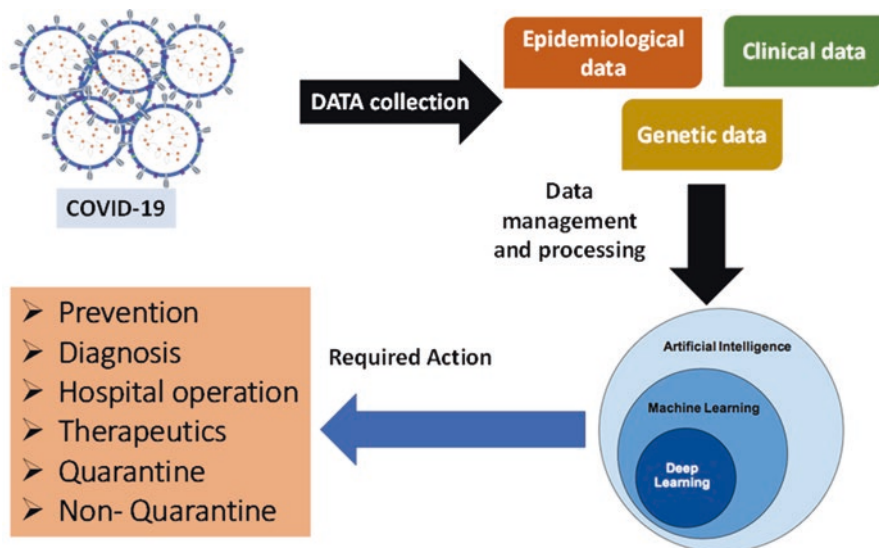 COVID-19
DATA collection
Epidemiological
data
Clinical data
Genetic data
Data
management
and processing
Artificial Intelligence
Machine Learning
Deep
Learning
Required Action
➢ Prevention
➢ Diagnosis
➢ Hospital operation
➢ Therapeutics
➢ Quarantine
➢ Non- Quarantine